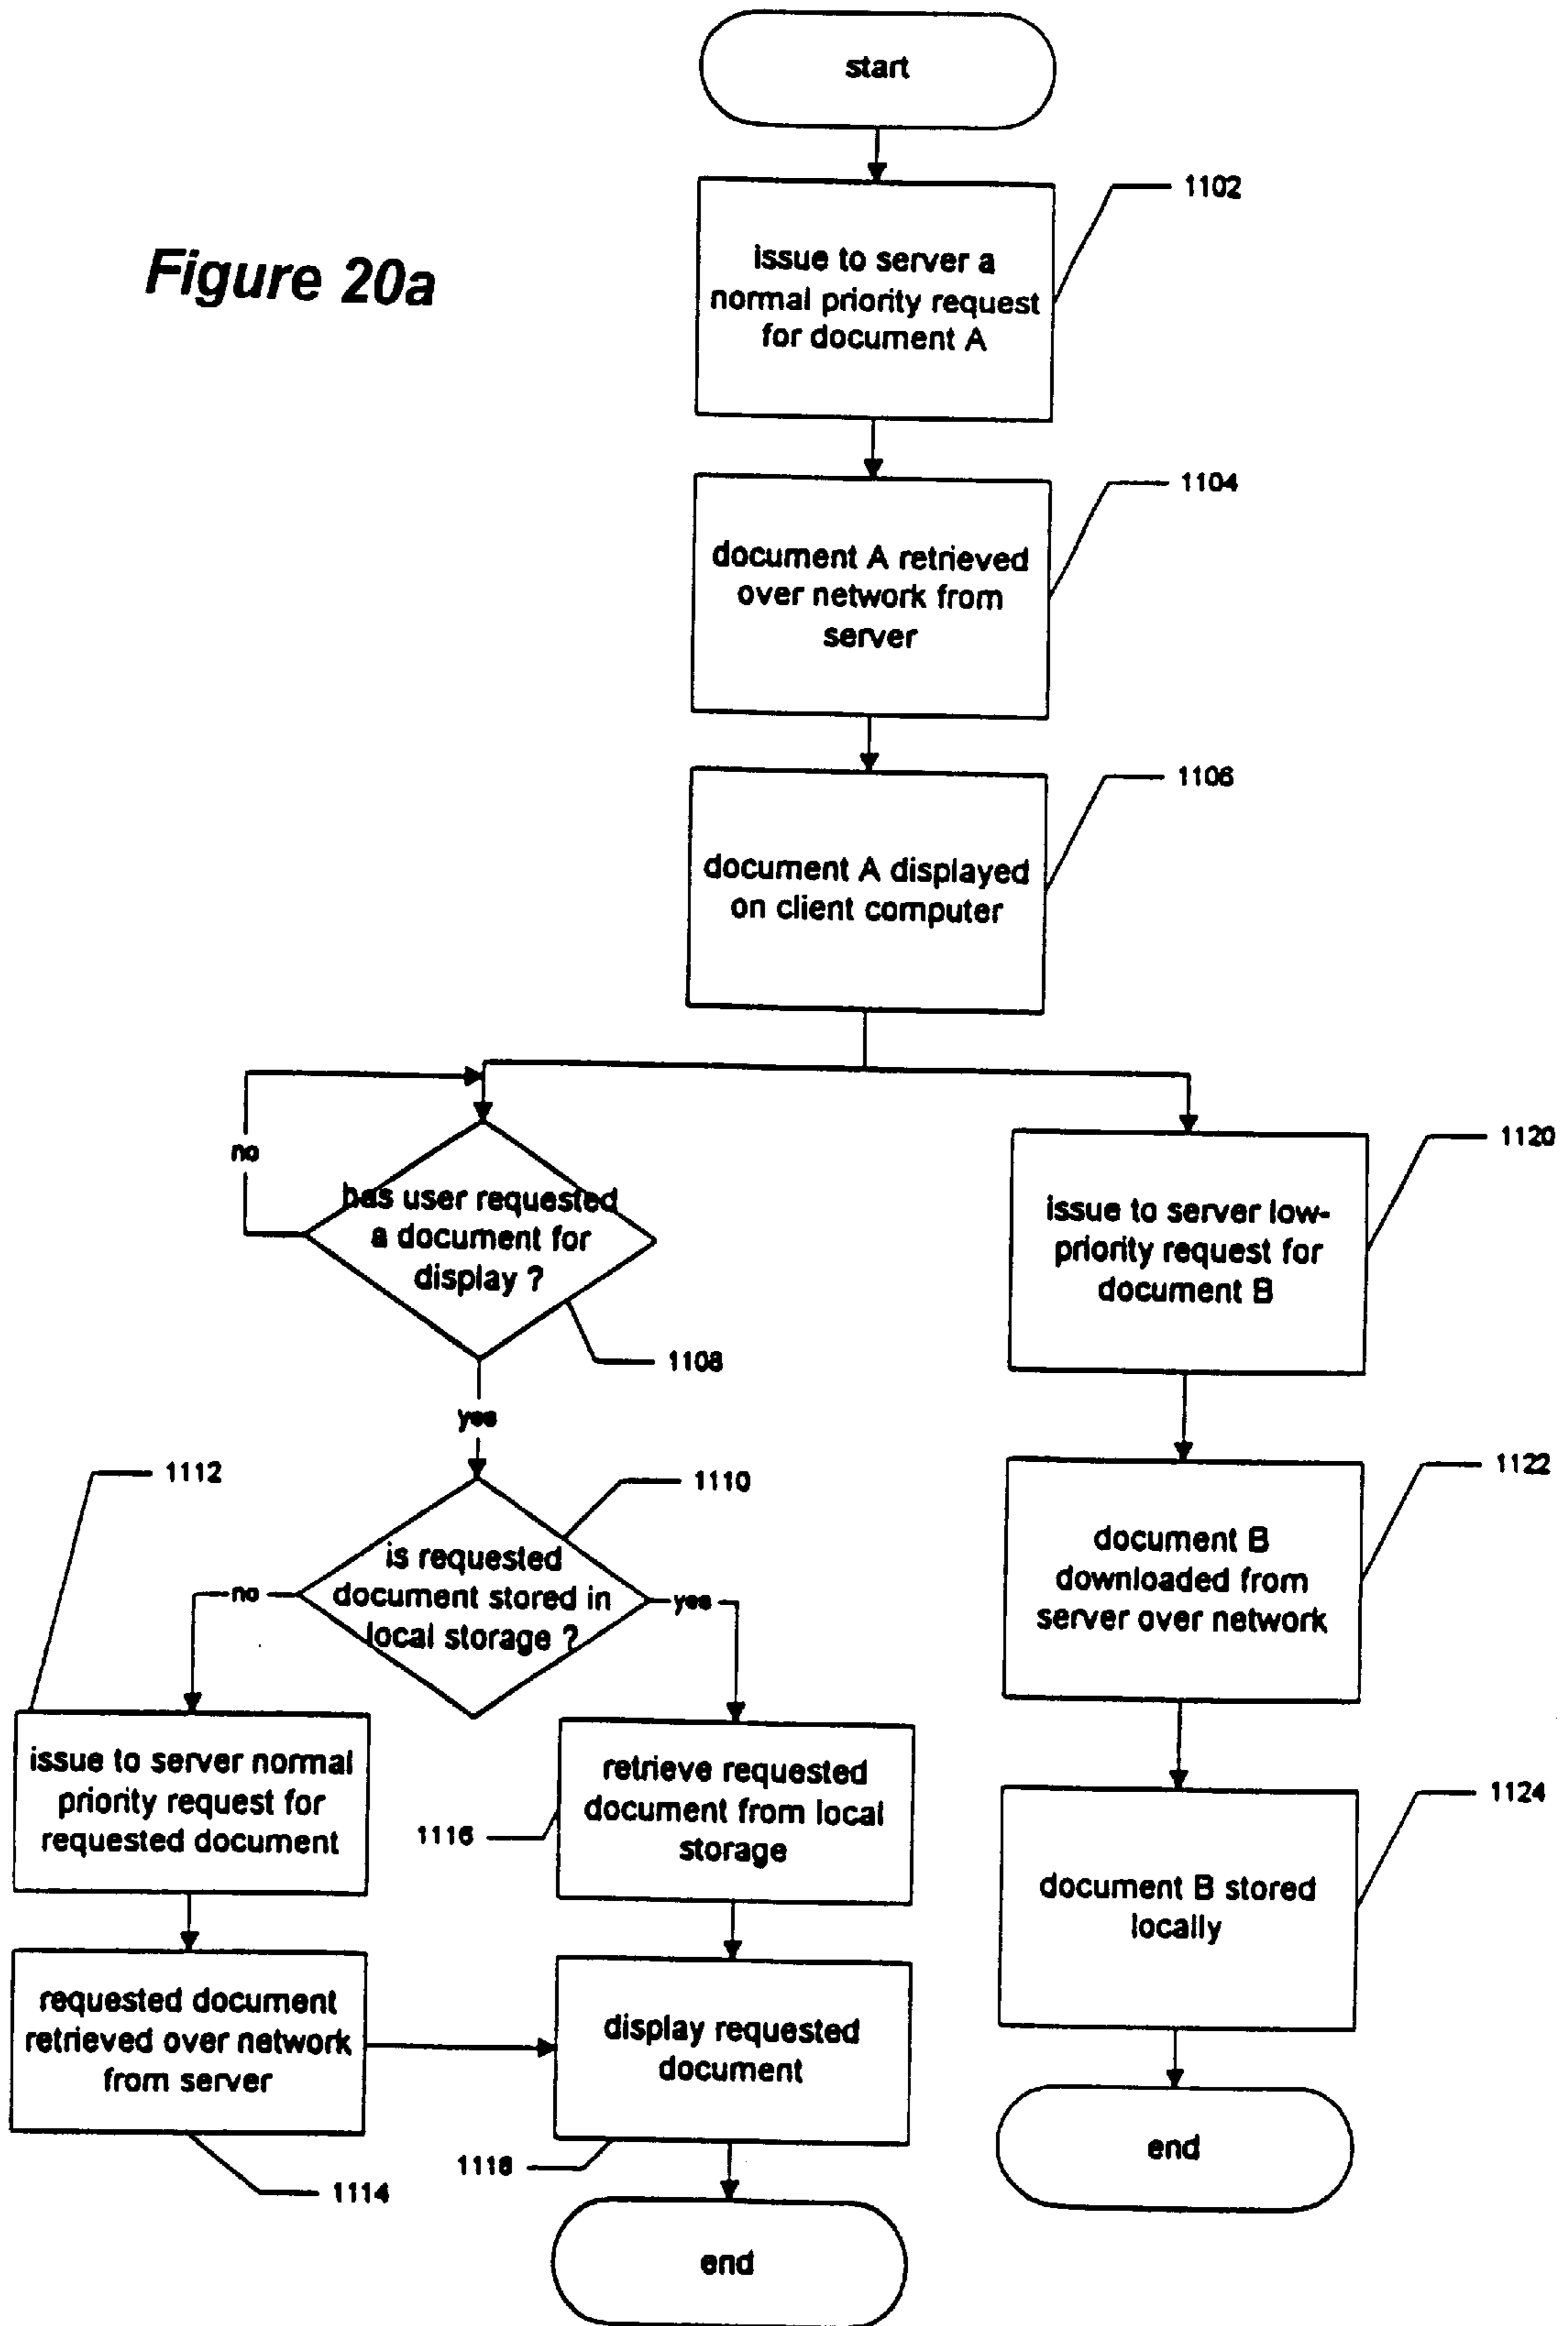 start
1102
Figure 20a
issue to server a
normal priority request
for document A
1104
document A retrieved
over network from
server
1106
document A displayed
on client computer
no
has user requested
a document for
display ?
1108
1120
issue to server low-
priority request for
document B
yes
1112
1110
is requested
document stored in
local storage ?
no
yes
1122
document B
downloaded from
server over network
issue to server normal
priority request for
requested document
1116
retrieve requested
document from local
storage
1124
document B stored
locally
requested document
retrieved over network
from server
1114
display requested
document
1118
end
end